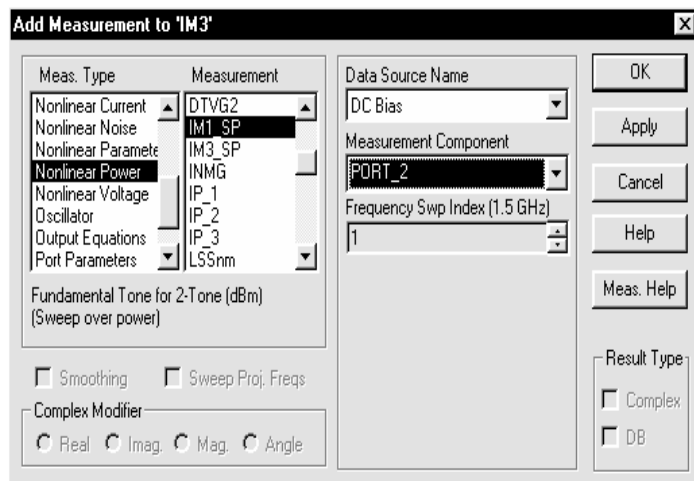 Add Measurement to 'IM3'
Meas. Type
Nonlinear Current
Nonlinear Noise
Nonlinear Paramete
Nonlinear Power
Nonlinear Voltage
Oscillator
Output Equations
Port Parameters
Measurement
DTVG2
IM1_SP
IM3_SP
INMG
IP_1
IP_2
IP_3
LSSnm
Fundamental Tone for 2-Tone (dBm)
(Sweep over power)
Smoothing
Sweep Proj. Freqs
Complex Modifier
Real Imag. Mag. Angle
Data Source Name
DC Bias
Measurement Component
PORT_2
Frequency Swp Index (1.5 GHz)
1
OK
Apply
Cancel
Help
Meas. Help
Result Type
Complex
DB